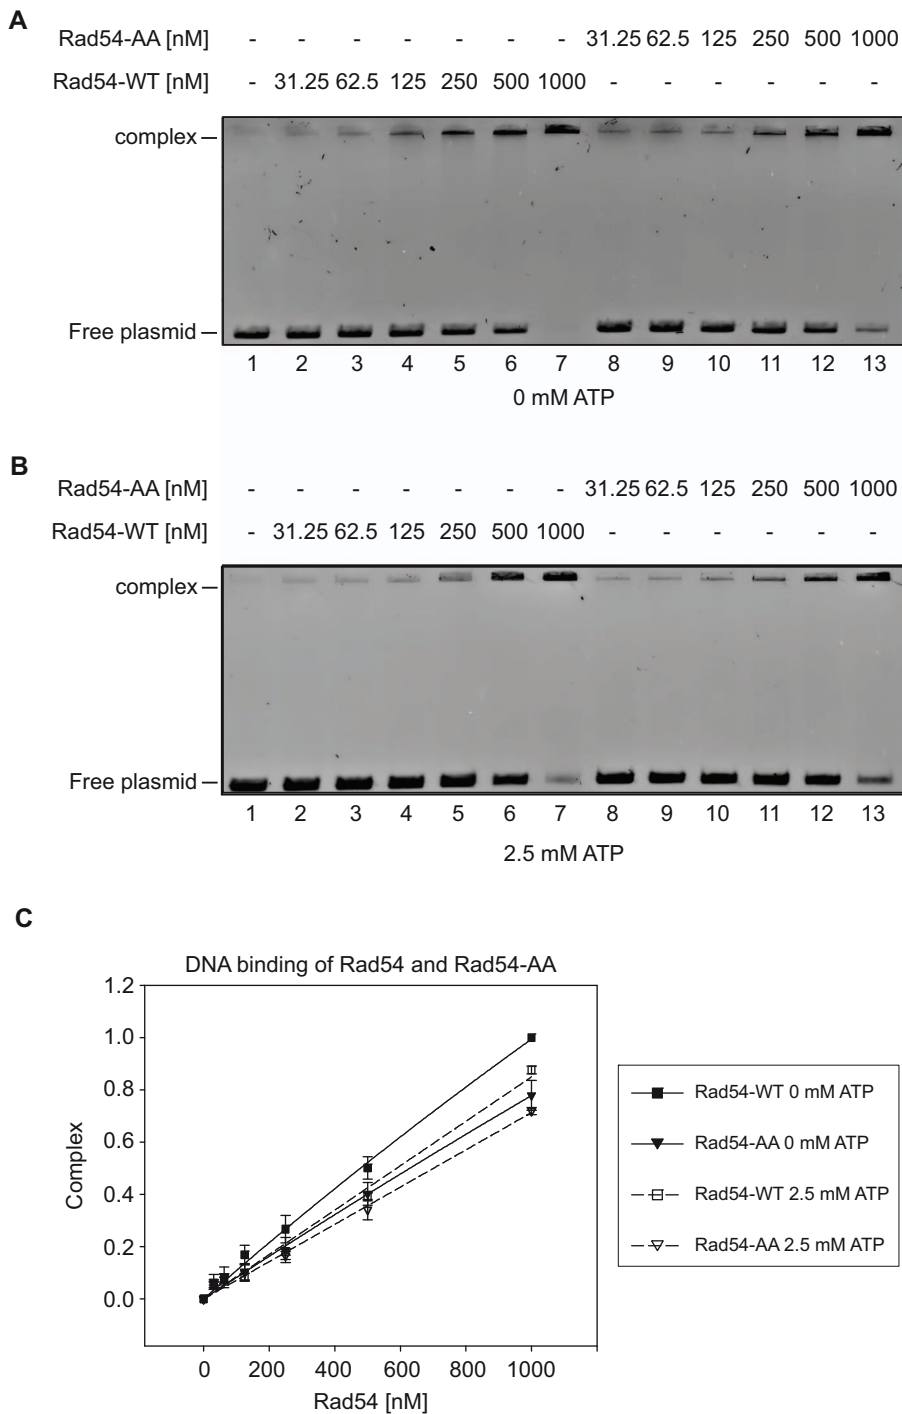 A
Rad54-AA [nM] - - - - - - - 31.25 62.5 125 250 500 1000
Rad54-WT [nM] - 31.25 62.5 125 250 500 1000 - - - - - -
complex
Free plasmid
1 2 3 4 5 6 7 8 9 10 11 12 13
0 mM ATP
B
Rad54-AA [nM] - - - - - - - 31.25 62.5 125 250 500 1000
Rad54-WT [nM] - 31.25 62.5 125 250 500 1000 - - - - - -
complex
Free plasmid
1 2 3 4 5 6 7 8 9 10 11 12 13
2.5 mM ATP
C
DNA binding of Rad54 and Rad54-AA
1.2
1.0
0.8
0.6
0.4
0.2
0.0
Complex
0 200 400 600 800 1000
Rad54 [nM]
Rad54-WT 0 mM ATP
Rad54-AA 0 mM ATP
Rad54-WT 2.5 mM ATP
Rad54-AA 2.5 mM ATP